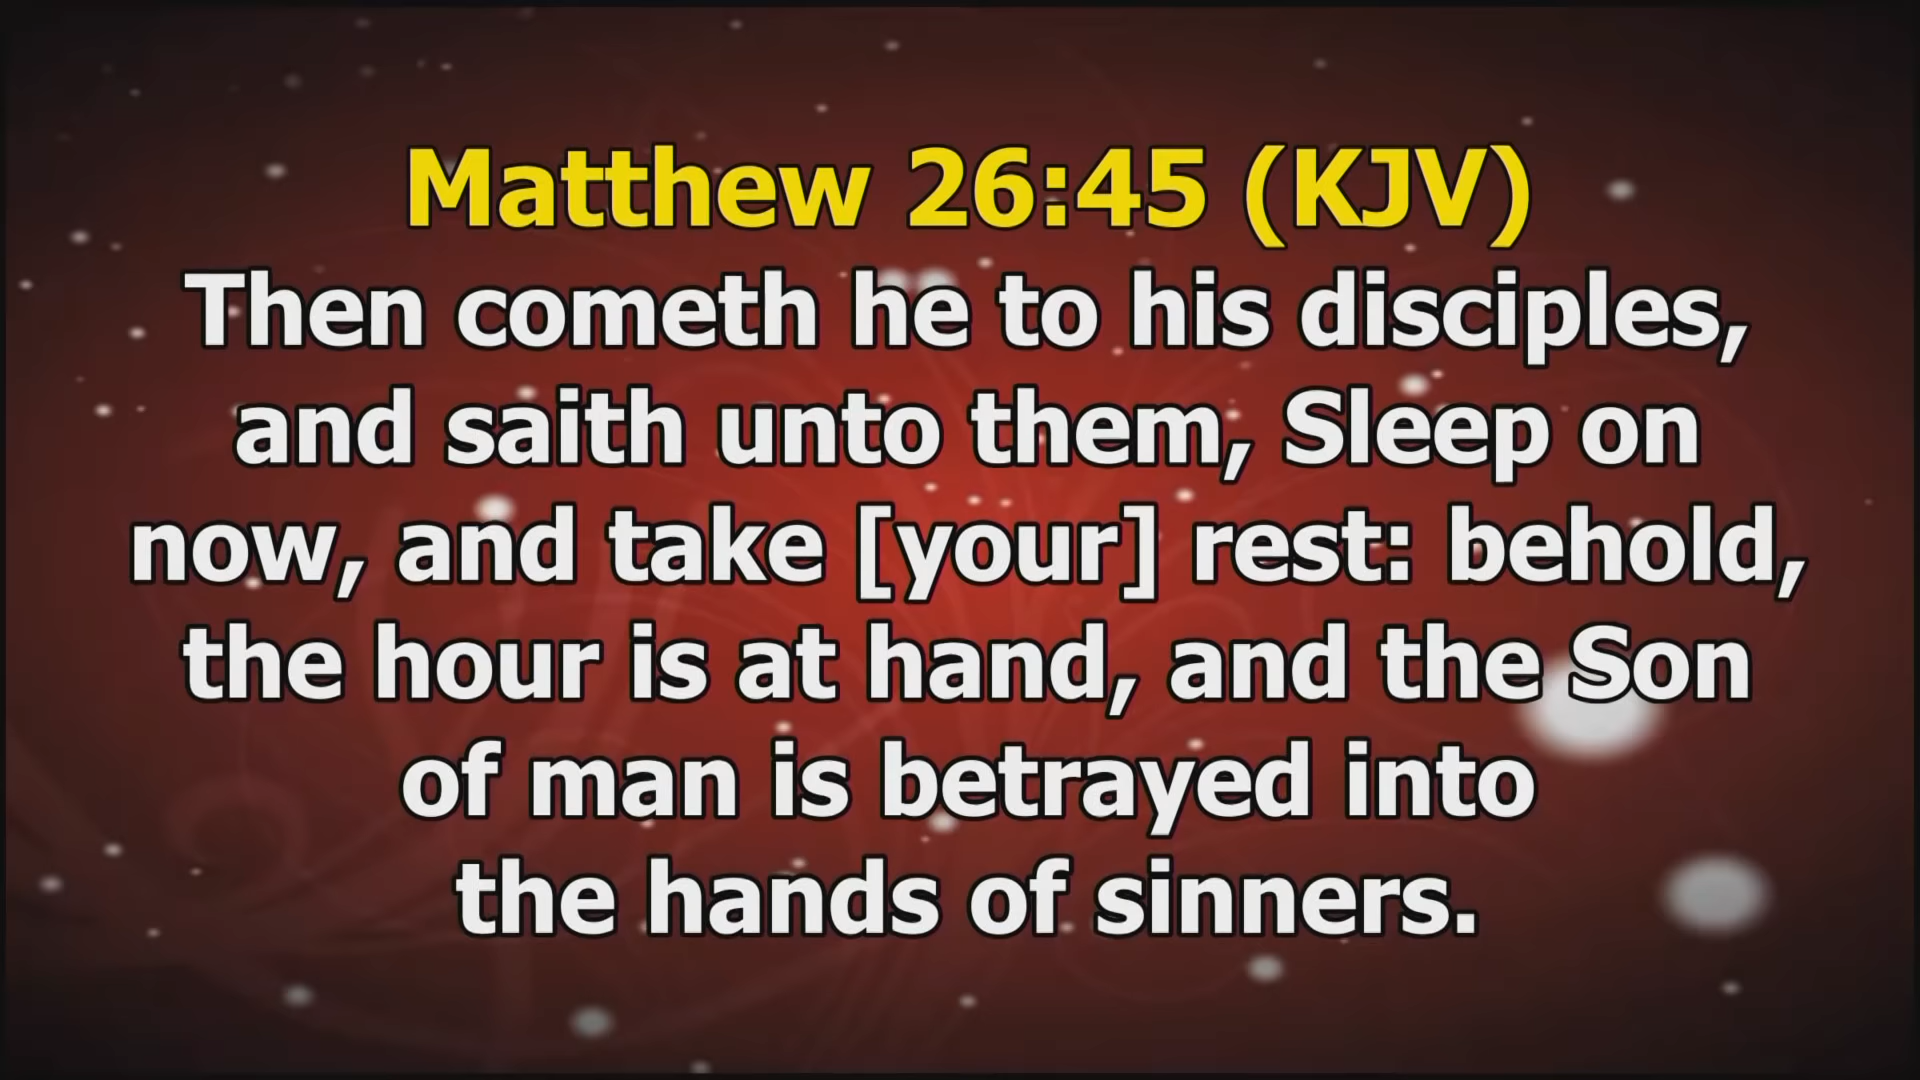 Matthew 26:45 (KJV)
Then cometh he to his disciples,
and saith unto them, Sleep on
now, and take [your] rest: behold,
the hour is at hand, and the Son
of man is betrayed into
the hands of sinners.